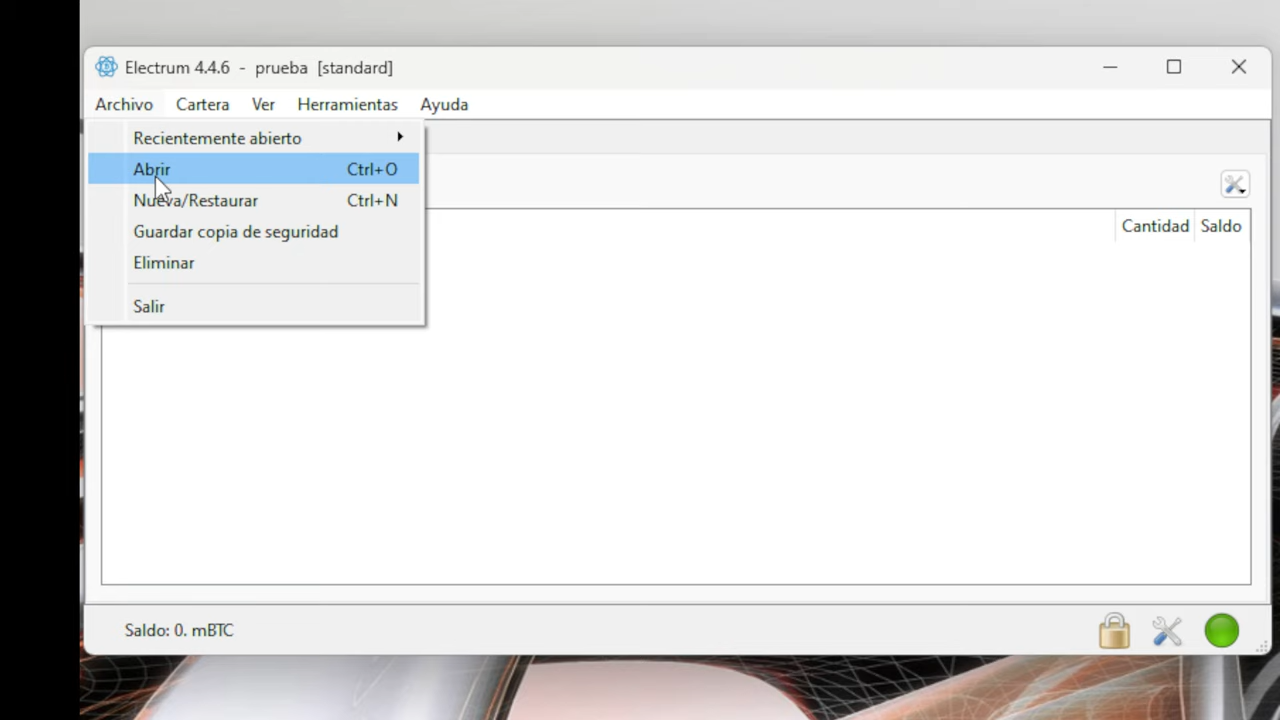 Electrum 4.4.6 - prueba [standard]
Archivo Cartera Ver Herramientas Ayuda
Recientemente abierto
Abrir Ctrl+O
Nueva/Restaurar Ctrl+N
Guardar copia de seguridad
Eliminar
Salir
Cantidad Saldo
Saldo: 0. mBTC